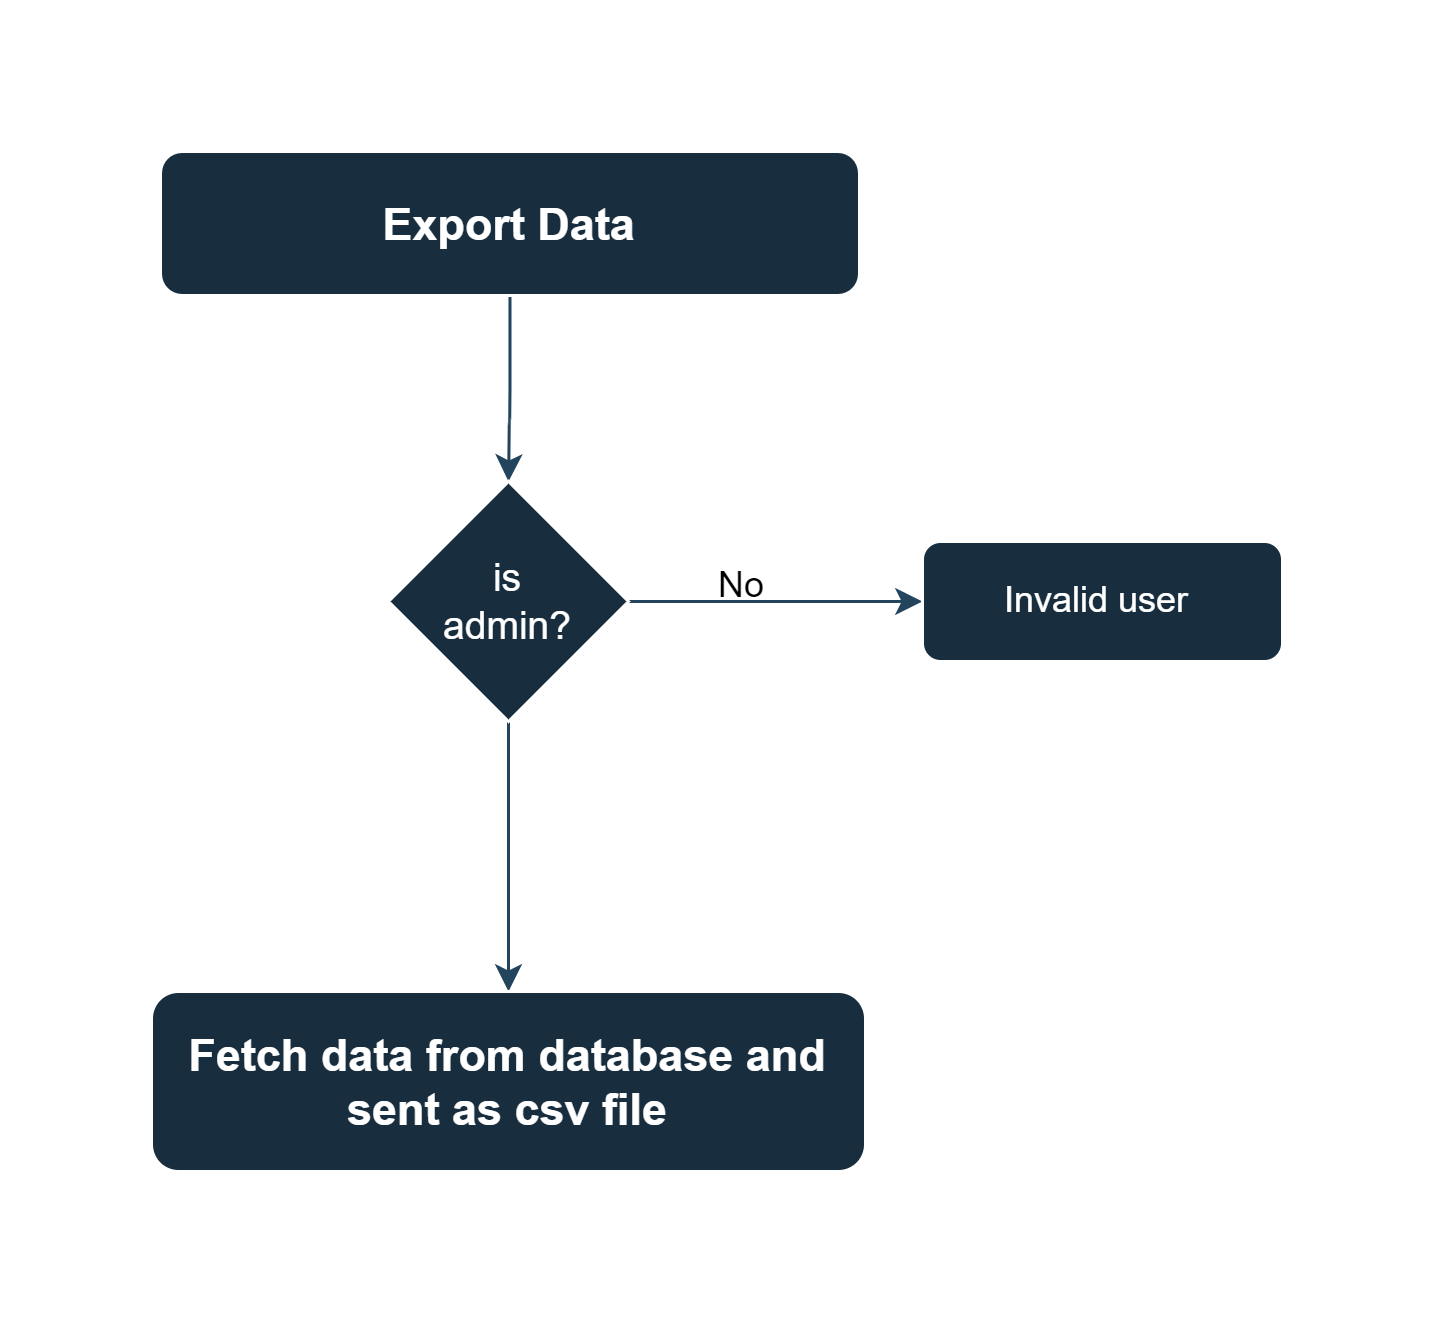 Export Data
is
admin?
No
Invalid user
Fetch data from database and
sent as csv file